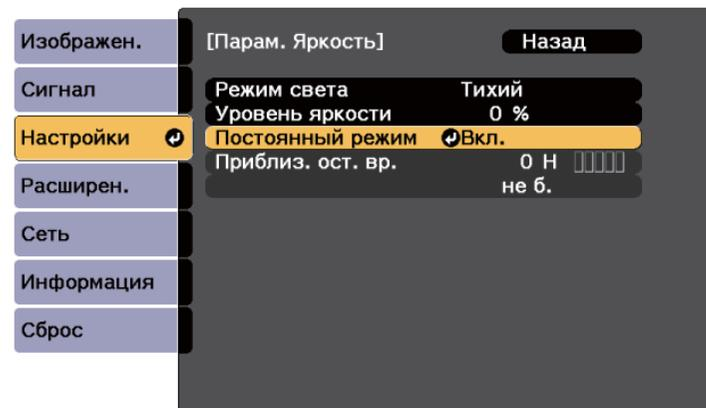 Изображен.
Сигнал
Настройки
Расширен.
Сеть
Информация
Сброс
[Парам. Яркость] Назад
Режим света Тихий
Уровень яркости 0 %
Постоянный режим Вкл.
Приблиз. ост. вр. 0 H
не б.